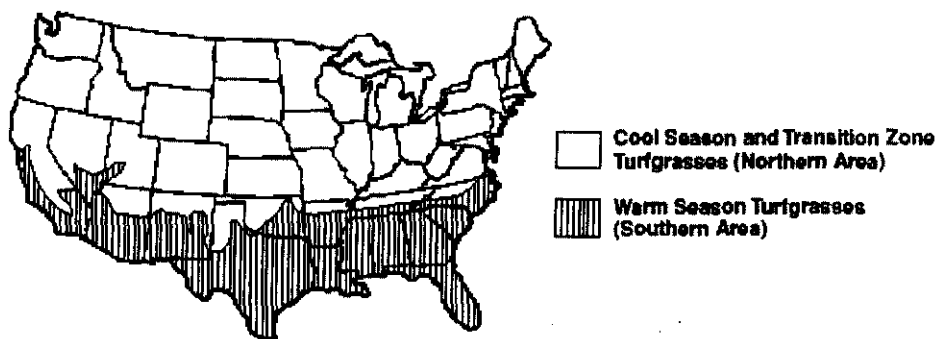 Cool Season and Transition Zone
Turfgrasses (Northern Area)
Warm Season Turfgrasses
(Southern Area)